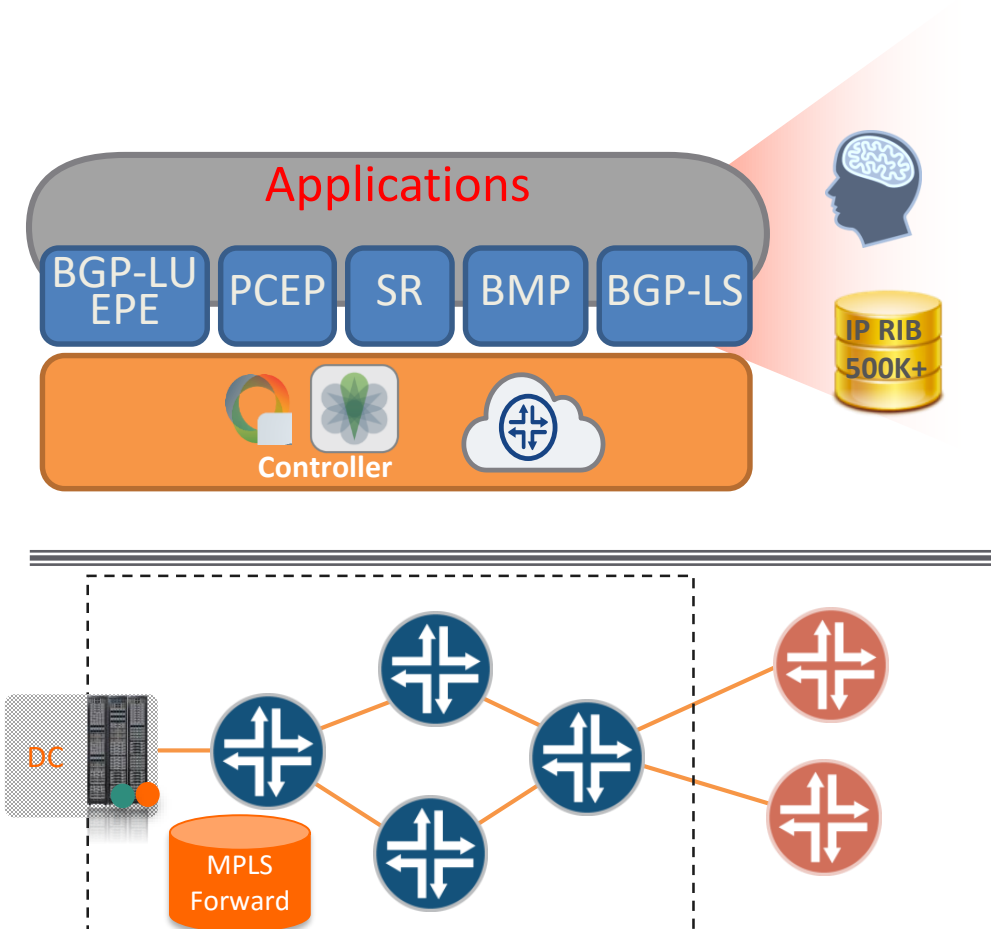 Applications
BGP-LU
EPE
PCEP
SR
BMP
BGP-LS
IP RIB
500K+
Controller
DC
MPLS
Forward